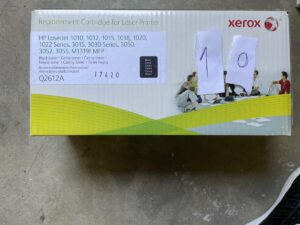 Replacement Cartridge for Laser Printer
xerox
HP LaserJet 1010, 1012, 1015, 1018, 1020,
1022 Series, 3015, 3030 Series, 3050,
3052, 3055, M1319f MFP
Q2612A
17420
1 0